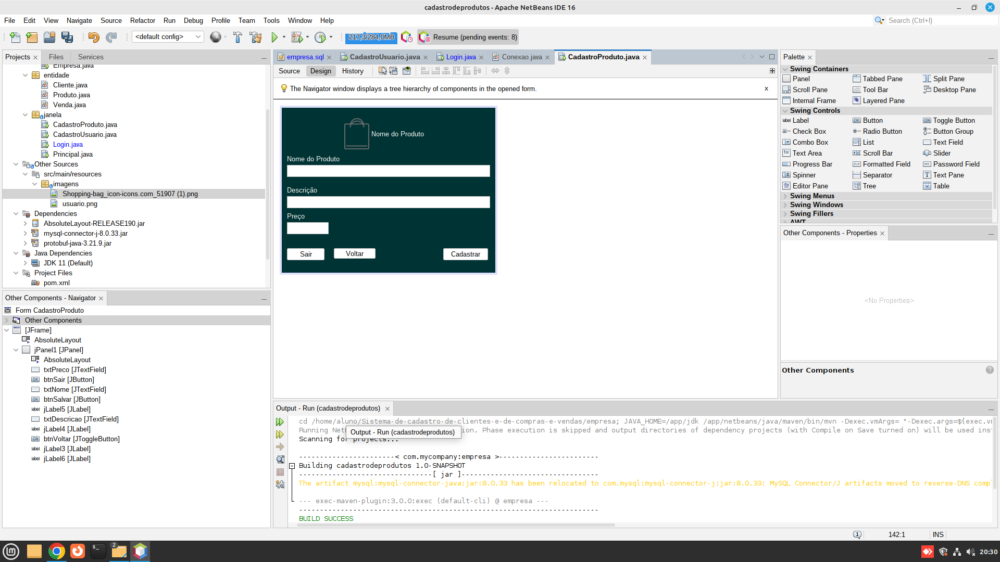 cadastrodeprodutos - Apache NetBeans IDE 16
File Edit View Navigate Source Refactor Run Debug Profile Team Tools Window Help
Search (Ctrl+I)
<default config>
217,3/284,0MB
Resume (pending events: 8)
Projects
Files
Services
Empresa.java
entidade
Cliente.java
Produto.java
Venda.java
janela
CadastroProduto.java
CadastroUsuario.java
Login.java
Principal.java
Other Sources
src/main/resources
imagens
Shopping-bag_icon-icons.com_51907 (1).png
usuario.png
Dependencies
AbsoluteLayout-RELEASE190.jar
mysql-connector-j-8.0.33.jar
protobuf-java-3.21.9.jar
Java Dependencies
JDK 11 (Default)
Project Files
pom.xml
Other Components - Navigator
Form CadastroProduto
Other Components
[JFrame]
AbsoluteLayout
jPanel1 [JPanel]
AbsoluteLayout
txtPreco [JTextField]
btnSair [JButton]
txtNome [JTextField]
btnSalvar [JButton]
jLabel5 [JLabel]
txtDescricao [JTextField]
jLabel4 [JLabel]
btnVoltar [JToggleButton]
jLabel3 [JLabel]
jLabel6 [JLabel]
empresa.sql
CadastroUsuario.java
Login.java
Conexao.java
CadastroProduto.java
Source Design History
The Navigator window displays a tree hierarchy of components in the opened form.
x
Nome do Produto
Nome do Produto
Descrição
Preço
Sair
Voltar
Cadastrar
Palette
Swing Containers
Panel Tabbed Pane Split Pane
Scroll Pane Tool Bar Desktop Pane
Internal Frame Layered Pane
Swing Controls
Label Button Toggle Button
Check Box Radio Button Button Group
Combo Box List Text Field
Text Area Scroll Bar Slider
Progress Bar Formatted Field Password Field
Spinner Separator Text Pane
Editor Pane Tree Table
Swing Menus
Swing Windows
Swing Fillers
AWT
Other Components - Properties
<No Properties>
Other Components
Output - Run (cadastrodeprodutos)
cd /home/aluno/Sistema-de-cadastro-de-clientes-e-de-compras-e-vendas/empresa; JAVA_HOME=/app/jdk /app/netbeans/java/maven/bin/mvn -Dexec.vmArgs= "-Dexec.args=${exec.vm
Running Net
ion. Phase execution is skipped and output directories of dependency projects (with Compile on Save turned on) will be used inst
Output - Run (cadastrodeprodutos)
Scanning for projects...
-----------------------< com.mycompany:empresa >------------------------
Building cadastrodeprodutos 1.0-SNAPSHOT
--------------------------------[ jar ]---------------------------------
The artifact mysql:mysql-connector-java:jar:8.0.33 has been relocated to com.mysql:mysql-connector-j:jar:8.0.33: MySQL Connector/J artifacts moved to reverse-DNS compl
--- exec-maven-plugin:3.0.0:exec (default-cli) @ empresa ---
------------------------------------------------------------------------
BUILD SUCCESS
1
142:1
INS
2
20:30